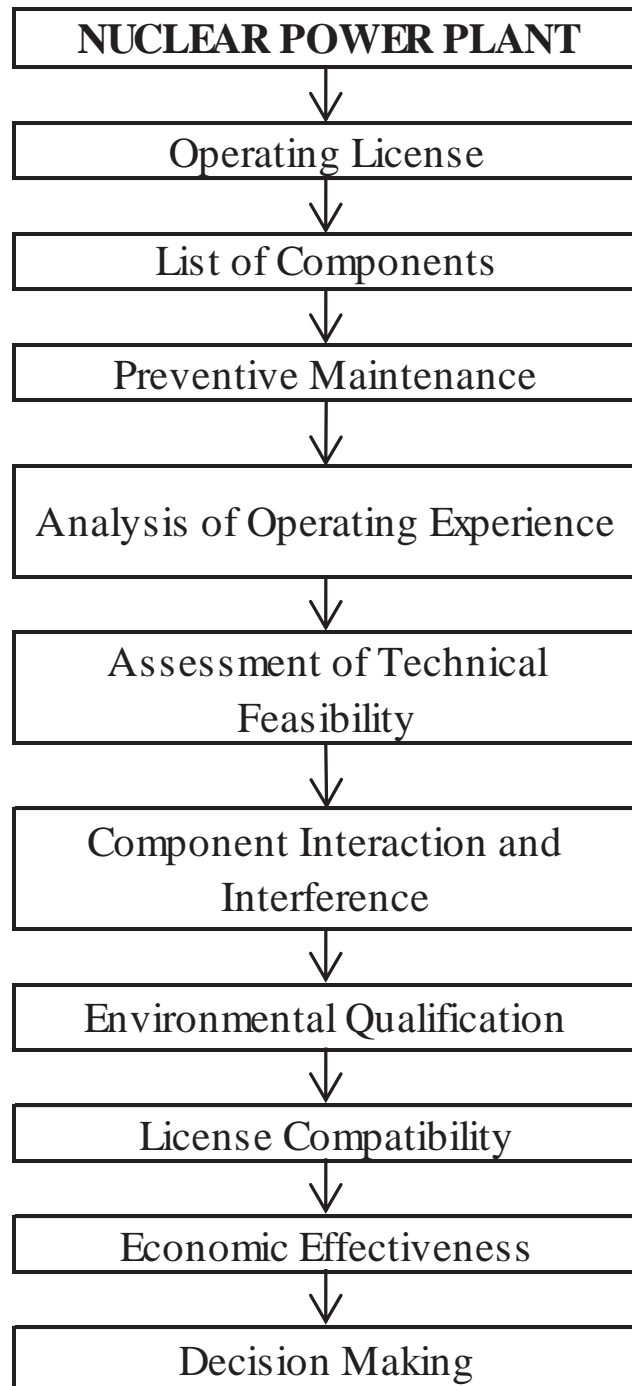 NUCLEAR POWER PLANT
Operating License
List of Components
Preventive Maintenance
Analysis of Operating Experience
Assessment of Technical
Feasibility
Component Interaction and
Interference
Environmental Qualification
License Compatibility
Economic Effectiveness
Decision Making